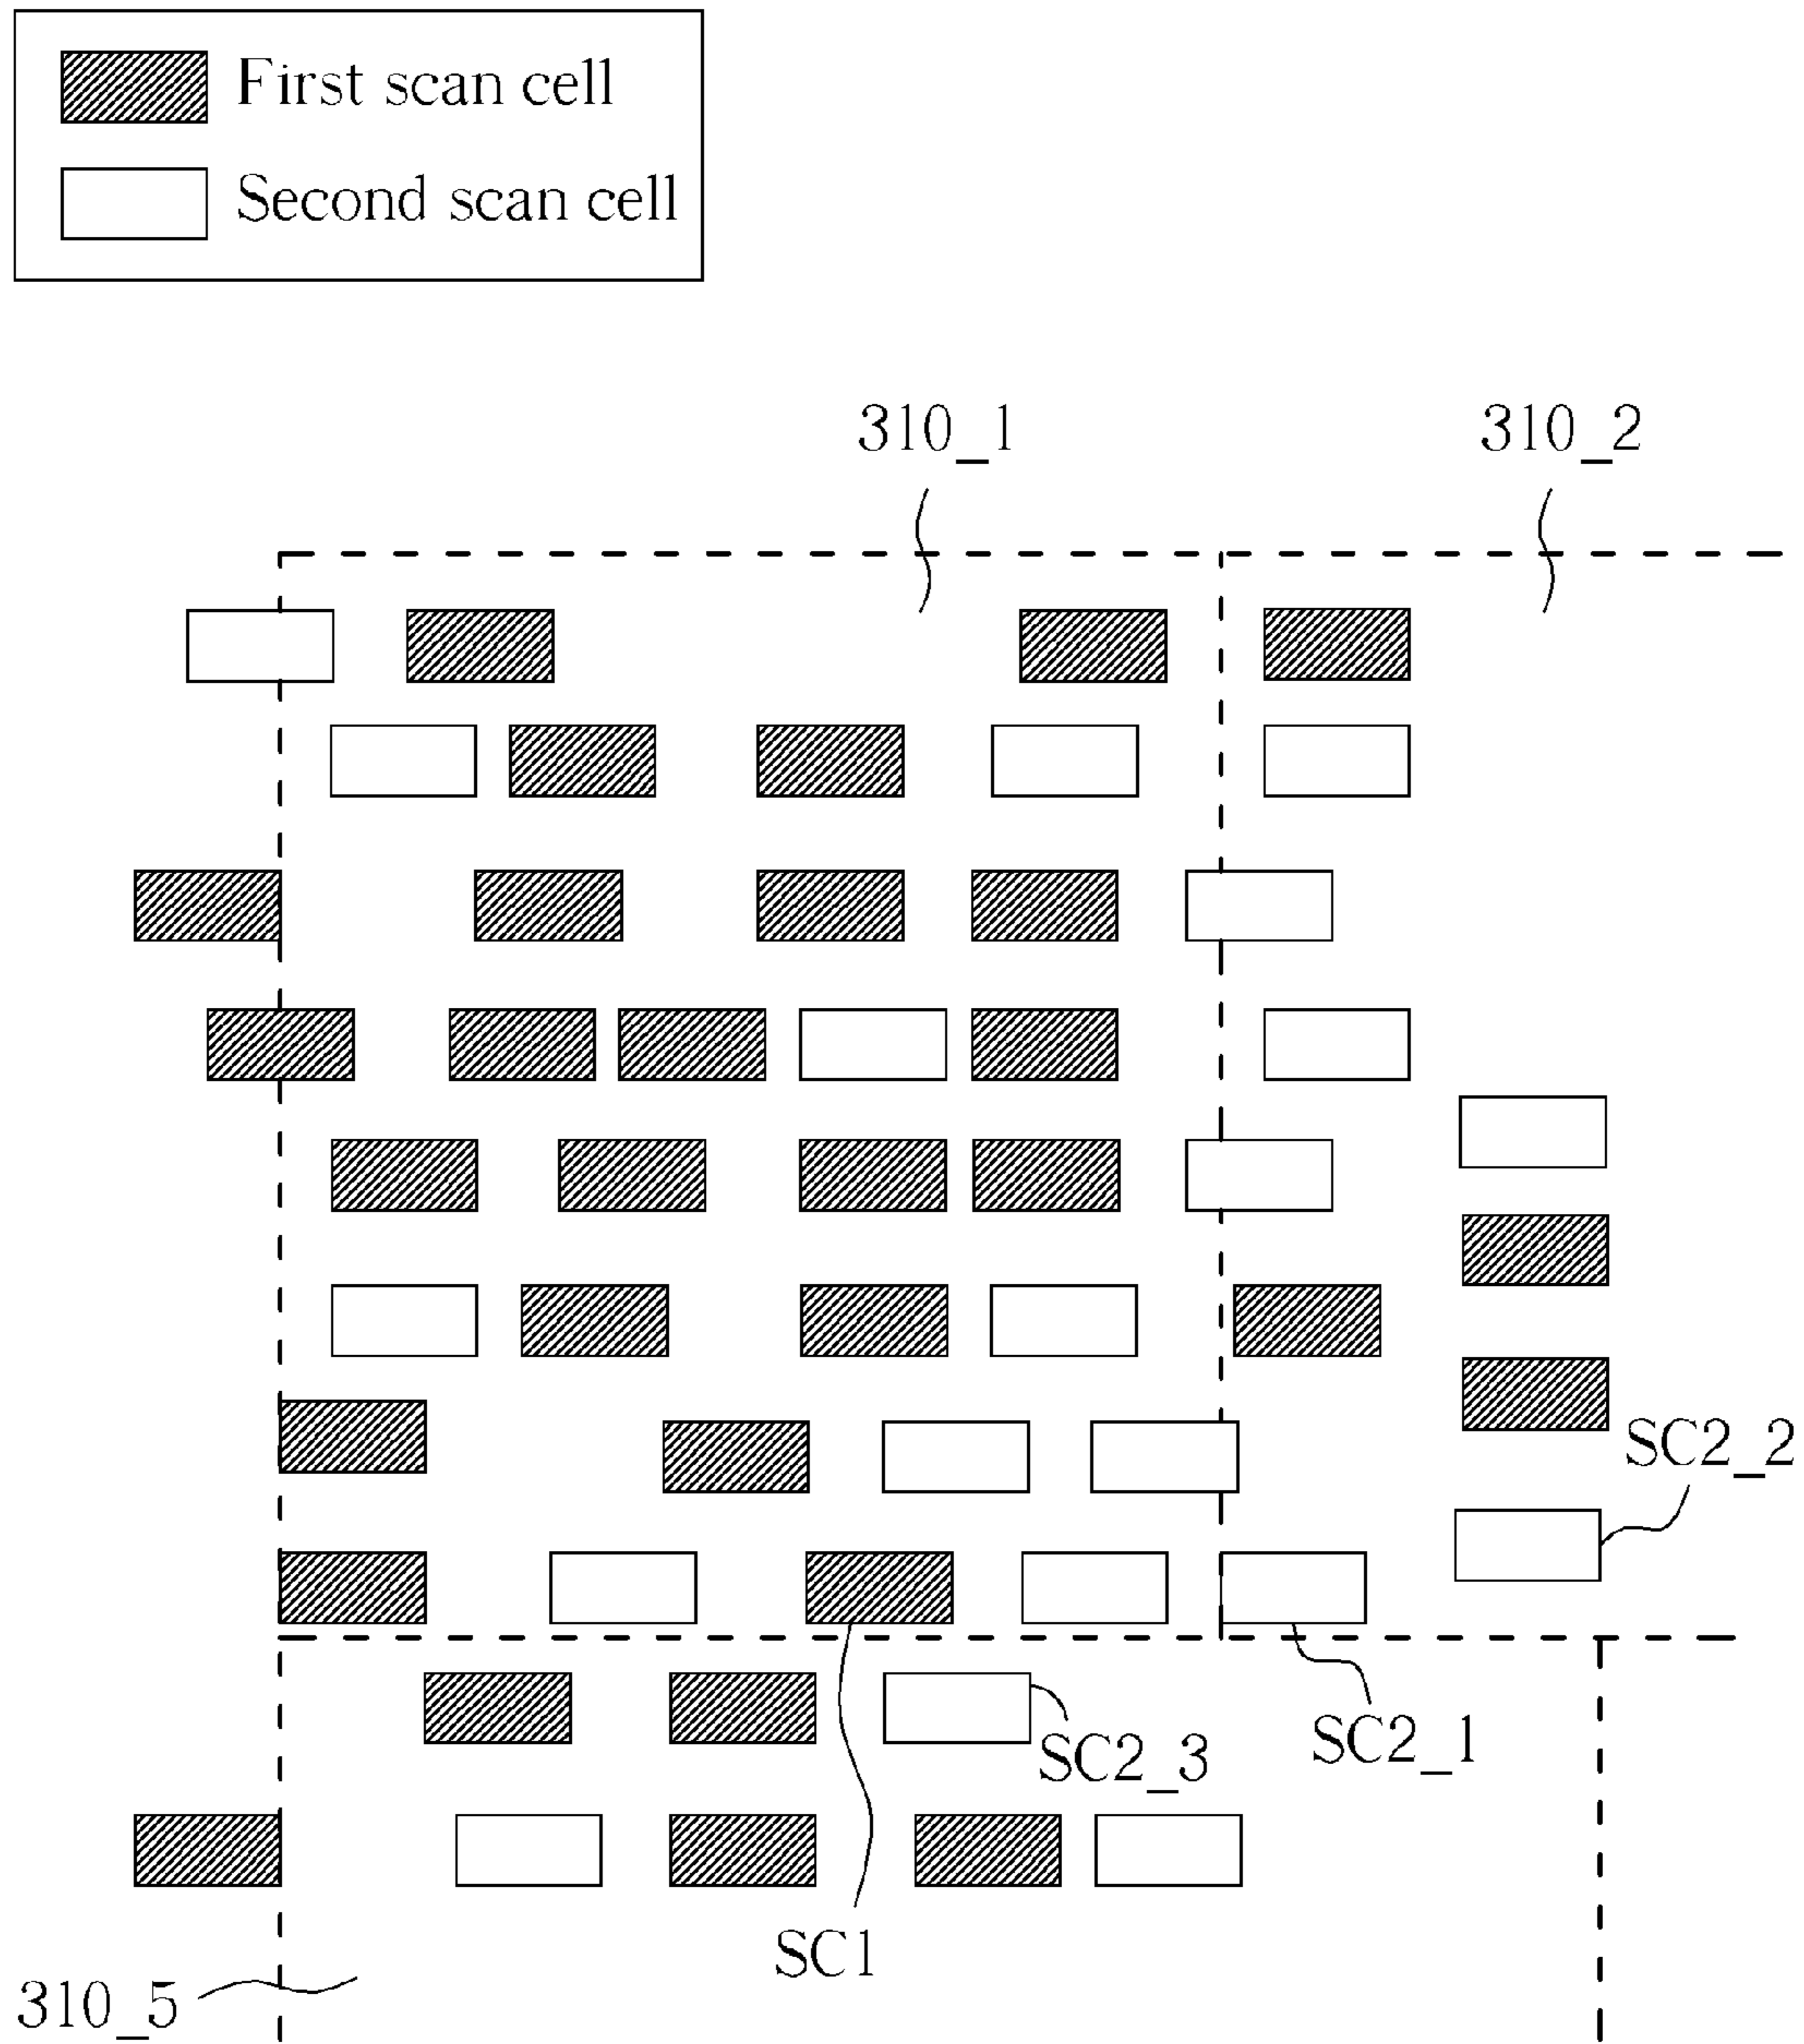 First scan cell
Second scan cell
310_1
310_2
SC2_2
SC2_1
SC2_3
SC1
310_5